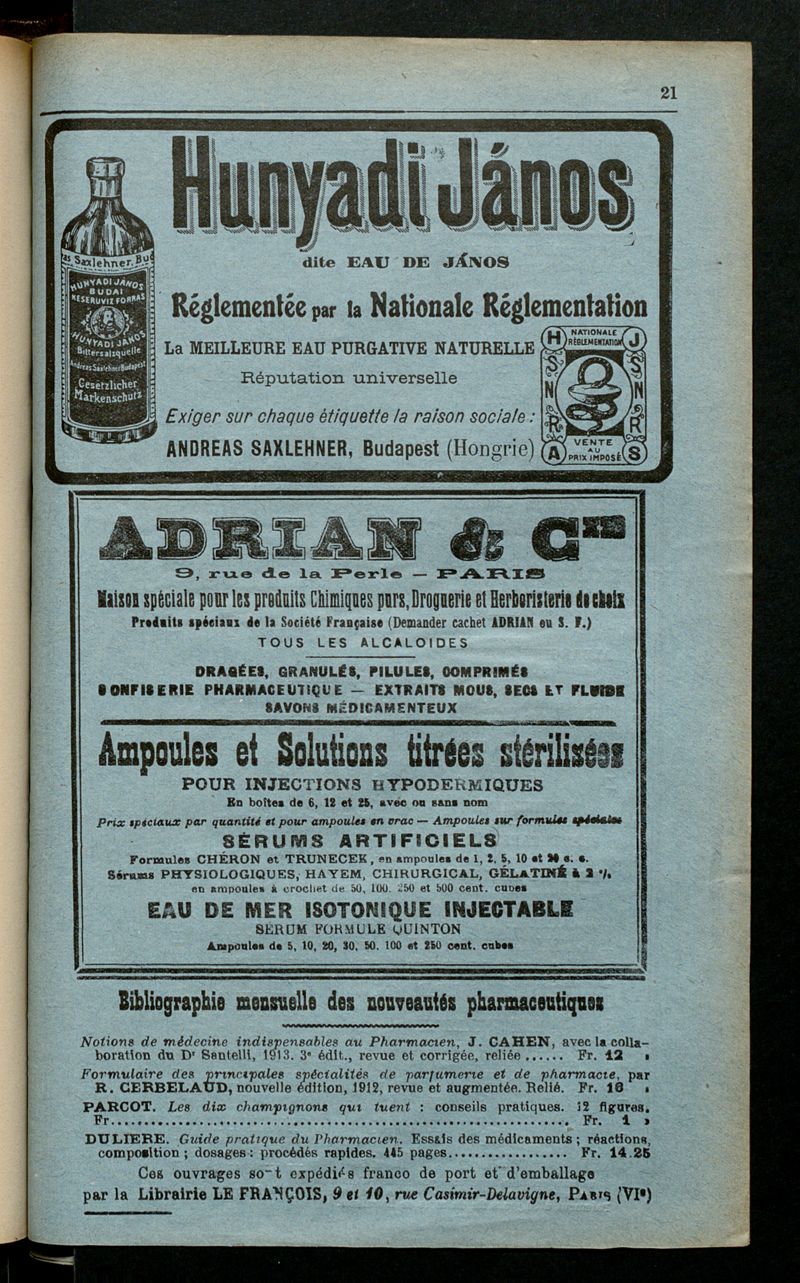 21
Hunyadi János
dite EAU DE JÁNOS
Réglementée par la Nationale Réglementation
La MEILLEURE EAU PURGATIVE NATURELLE
Réputation universelle
Exiger sur chaque étiquette la raison sociale :
ANDREAS SAXLEHNER, Budapest (Hongrie)
as Saxlehner. Bud
HUNYADI JÁNOS
BUDAI
KESERUVIZ FORRAS
HUNYADI JANOS
Bittersalzquelle
Andreas Saxlehner Budapest
Gesetzlicher
Markenschutz
H NATIONALE J
RÉGLEMENTATION
S S
N N
R R
A VENTE S
AU
PRIX IMPOSÉ
ADRIAN & Cie
9, rue de la Perle — PARIS
Maison spéciale pour les produits Chimiques purs, Droguerie et Herboristerie de choix
Produits spéciaux de la Société Française (Demander cachet ADRIAN ou S. F.)
TOUS LES ALCALOIDES
DRAGÉES, GRANULÉS, PILULES, COMPRIMÉS
CONFISERIE PHARMACEUTIQUE — EXTRAITS MOUS, SECS ET FLUIDE
SAVONS MÉDICAMENTEUX
Ampoules et Solutions titrées stérilisées
POUR INJECTIONS HYPODERMIQUES
En boîtes de 6, 12 et 25, avec ou sans nom
Prix spéciaux par quantité et pour ampoules en vrac — Ampoules sur formules spéciales
SÉRUMS ARTIFICIELS
Formules CHÉRON et TRUNECEK, en ampoules de 1, 2, 5, 10 et 20 c. c.
Sérums PHYSIOLOGIQUES, HAYEM, CHIRURGICAL, GÉLATINÉ à 2 %
en ampoules à crochet de 50, 100, 250 et 500 cent. cubes
EAU DE MER ISOTONIQUE INJECTABLE
SERUM FORMULE QUINTON
Ampoules de 5, 10, 20, 30, 50, 100 et 250 cent. cubes
Bibliographie mensuelle des nouveautés pharmaceutiques
Notions de médecine indispensables au Pharmacien, J. CAHEN, avec la colla-
boration du Dr Santelli, 1913. 3e édit., revue et corrigée, reliée ...... Fr. 12 »
Formulaire des principales spécialités de parfumerie et de pharmacie, par
R. CERBELAUD, nouvelle édition, 1912, revue et augmentée. Relié. Fr. 18 »
PARCOT. Les dix champignons qui tuent : conseils pratiques. 12 figures.
Fr.................................................................... Fr. 1 »
DULIERE. Guide pratique du Pharmacien. Essais des médicaments ; réactions,
composition ; dosages : procédés rapides. 445 pages.................... Fr. 14.25
Ces ouvrages sont expédiés franco de port et d'emballage
par la Librairie LE FRANÇOIS, 9 et 10, rue Casimir-Delavigne, PARIS (VIe)